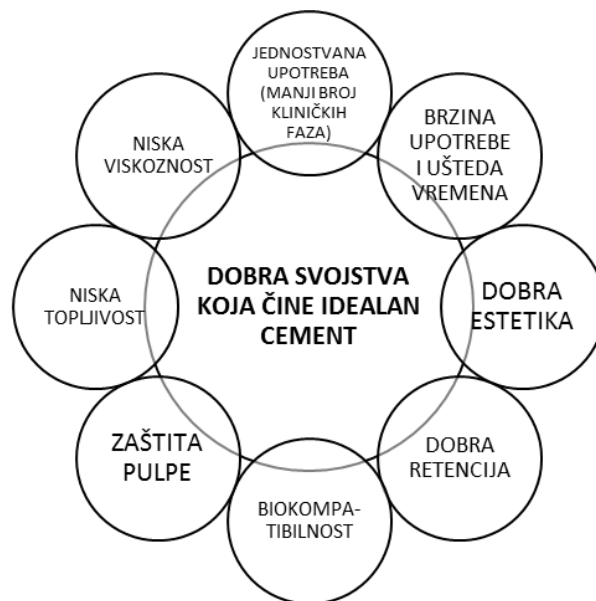 JEDNOSTVANA
UPOTREBA
(MANJI BROJ
KLINIČKIH
FAZA)
BRZINA
UPOTREBE
I UŠTEDA
VREMENA
DOBRA
ESTETIKA
DOBRA
RETENCIJA
BIOKOMPA-
TIBILNOST
ZAŠTITA
PULPE
NISKA
TOPLJIVOST
NISKA
VISKOZNOST
DOBRA SVOJSTVA
KOJA ČINE IDEALAN
CEMENT